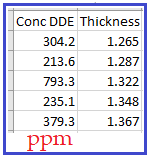 Conc DDE Thickness
304.2 1.265
213.6 1.287
793.3 1.322
235.1 1.348
379.3 1.367
ppm